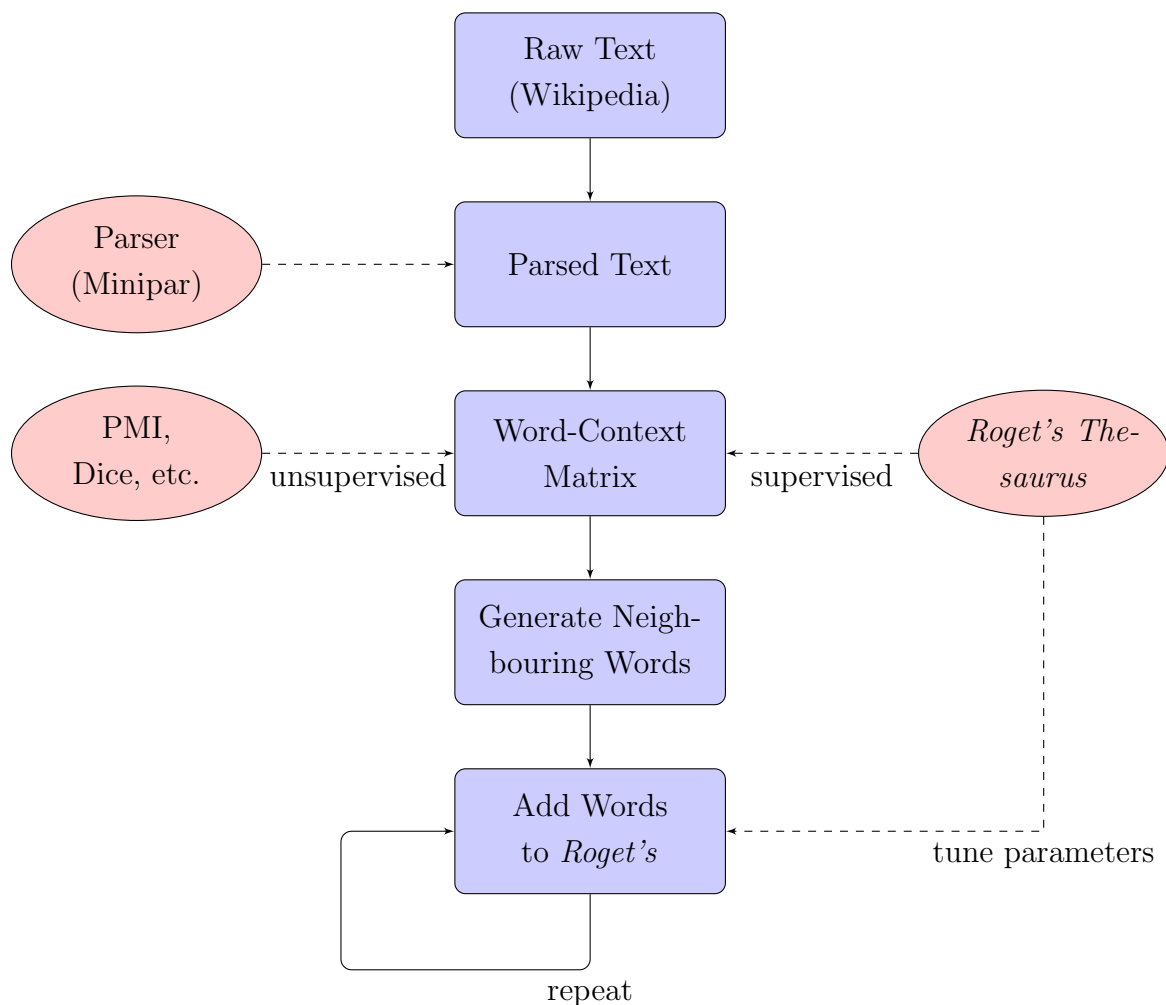 Raw Text
(Wikipedia)
Parser
(Minipar)
Parsed Text
PMI,
Dice, etc.
unsupervised
Word-Context
Matrix
supervised
Roget's The-
saurus
Generate Neigh-
bouring Words
Add Words
to Roget's
tune parameters
repeat